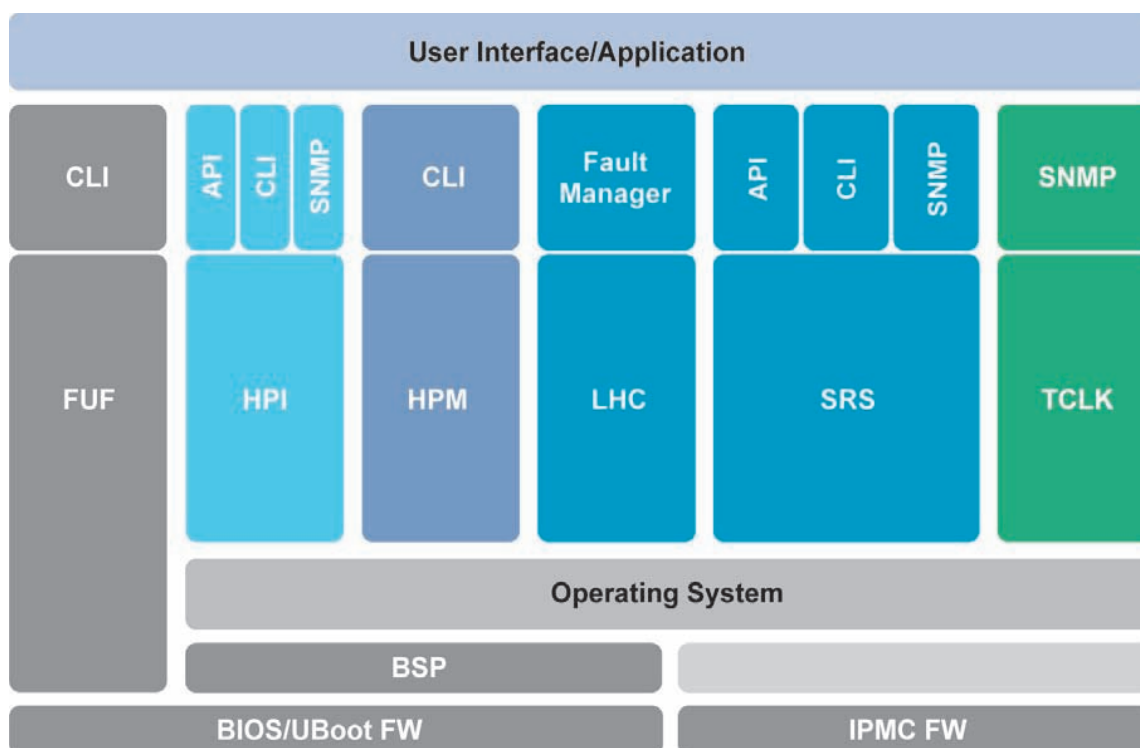 User Interface/Application
CLI
API
CLI
SNMP
CLI
Fault
Manager
API
CLI
SNMP
SNMP
FUF
HPI
HPM
LHC
SRS
TCLK
Operating System
BSP
BIOS/UBoot FW
IPMC FW